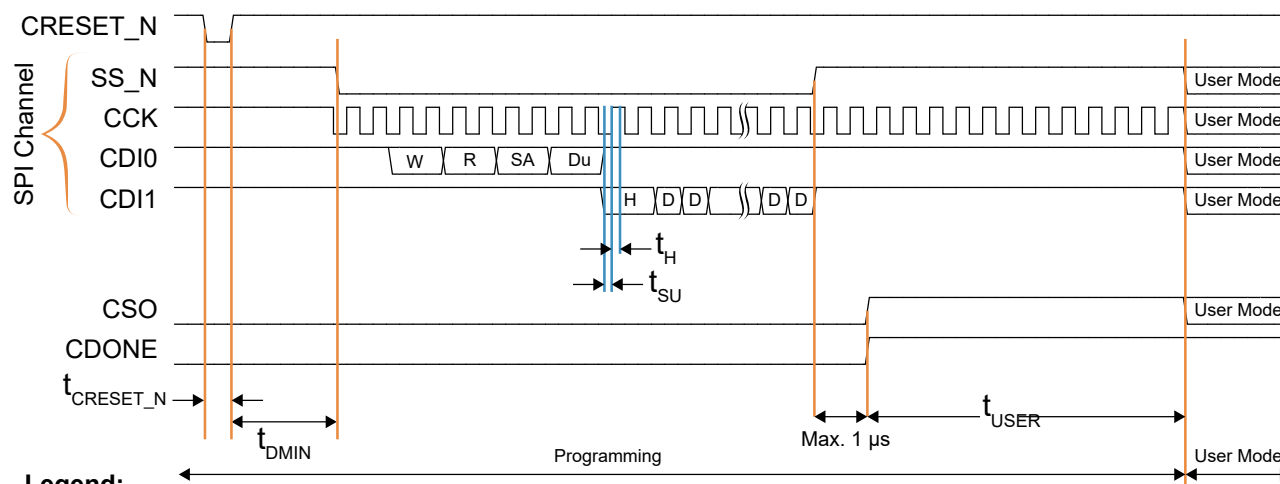 CRESET_N
SPI Channel
SS_N User Mode
CCK User Mode
CDI0 W R SA Du User Mode
CDI1 H D D D D User Mode
tH
tSU
CSO User Mode
CDONE
tCRESET_N
tDMIN
Max. 1 µs
tUSER
Programming User Mode
Legend: